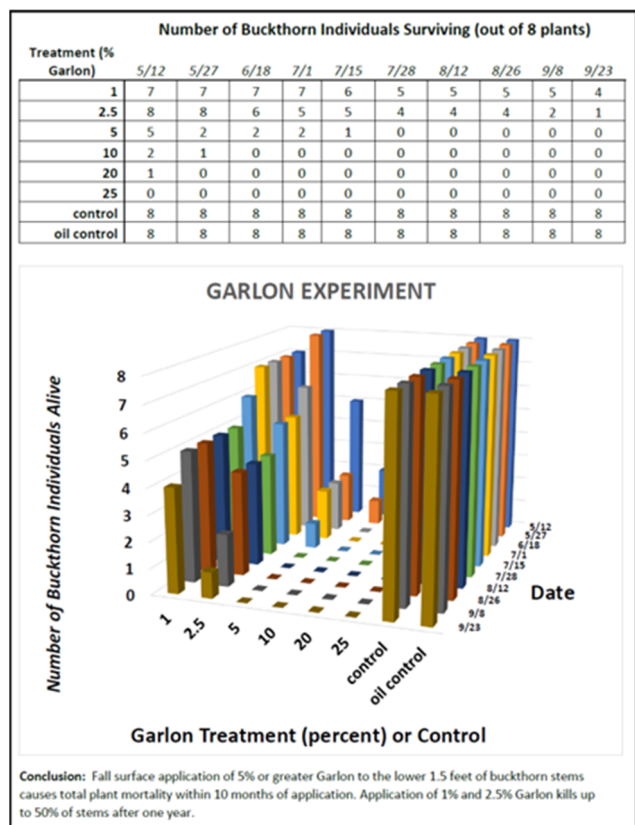 Number of Buckthorn Individuals Surviving (out of 8 plants)
Treatment (% Garlon) 5/12 5/27 6/18 7/1 7/15 7/28 8/12 8/26 9/8 9/23
1 7 7 7 7 6 5 5 5 5 4
2.5 8 8 6 5 5 4 4 4 2 1
5 5 2 2 2 1 0 0 0 0 0
10 2 1 0 0 0 0 0 0 0 0
20 1 0 0 0 0 0 0 0 0 0
25 0 0 0 0 0 0 0 0 0 0
control 8 8 8 8 8 8 8 8 8 8
oil control 8 8 8 8 8 8 8 8 8 8
GARLON EXPERIMENT
Number of Buckthorn Individuals Alive
8
7
6
5
4
3
2
1
0
1 2.5 5 10 20 25 control oil control
5/12
5/27
6/18
7/1
7/15
7/28
8/12
8/26
9/8
9/23
Date
Garlon Treatment (percent) or Control
Conclusion: Fall surface application of 5% or greater Garlon to the lower 1.5 feet of buckthorn stems
causes total plant mortality within 10 months of application. Application of 1% and 2.5% Garlon kills up
to 50% of stems after one year.